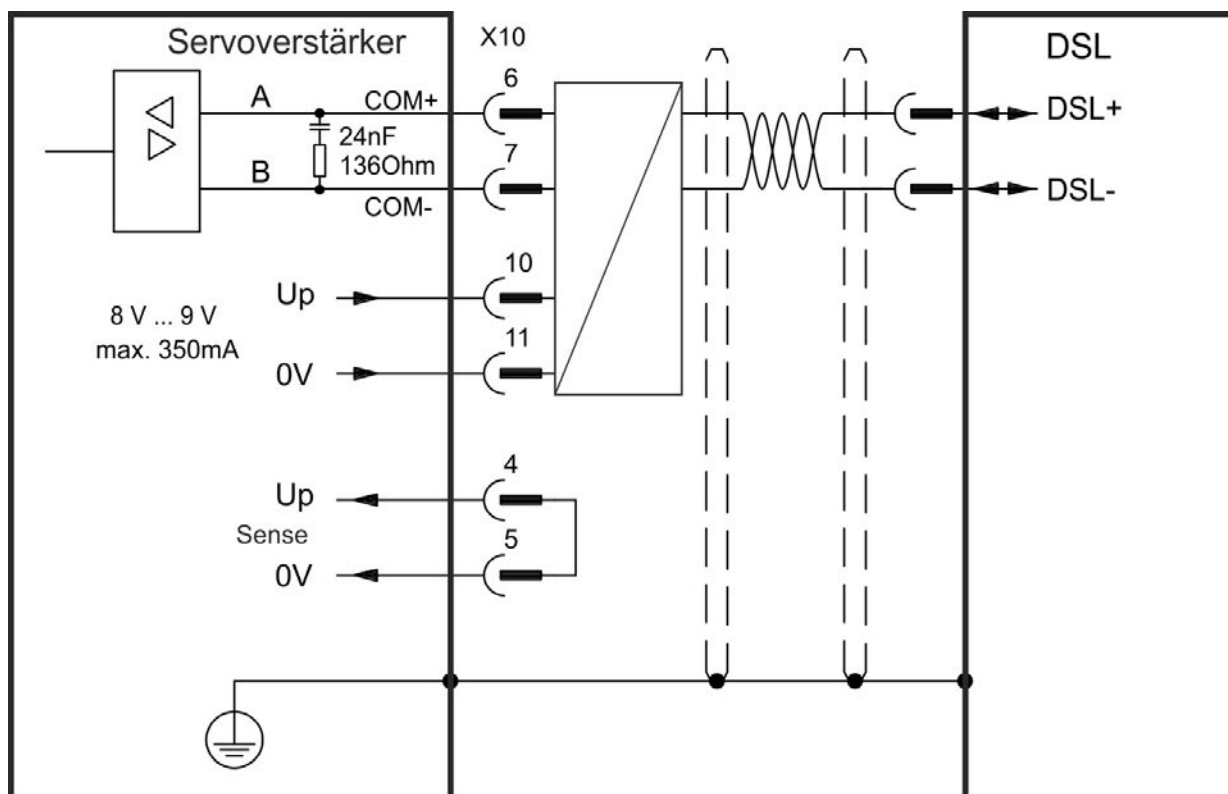 Servoverstärker
X10
DSL
6
A
COM+
DSL+
24nF
136Ohm
7
B
COM-
DSL-
10
Up
8 V ... 9 V
max. 350mA
11
0V
4
Up
Sense
5
0V